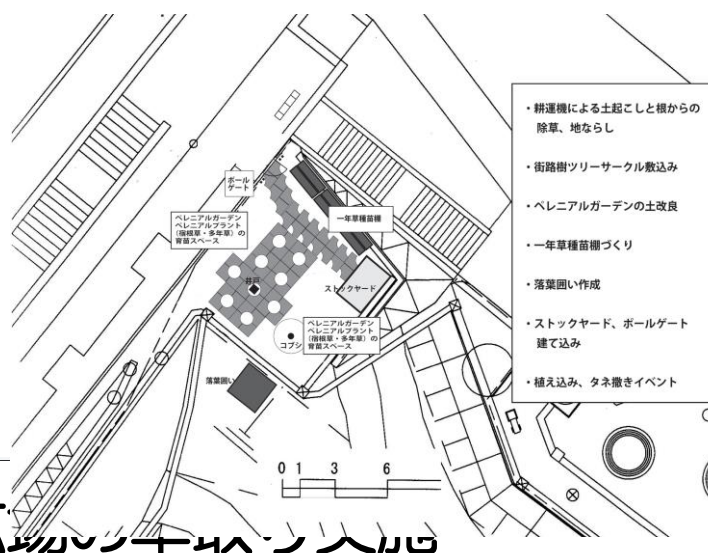 ・耕運機による土起こしと根からの
除草、地ならし
・街路樹ツリーサークル敷込み
・ペレニアルガーデンの土改良
・一年草種苗棚づくり
・落葉囲い作成
・ストックヤード、ポールゲート
建て込み
・植え込み、タネ撒きイベント
ポール
ゲート
一年草種苗棚
ペレニアルガーデン
ペレニアルプラント
(宿根草・多年草)の
育苗スペース
井戸
ストックヤード
ペレニアルガーデン
ペレニアルプラント
(宿根草・多年草)の
育苗スペース
コブシ
落葉囲い
0 1 3 6
場の草取り実施